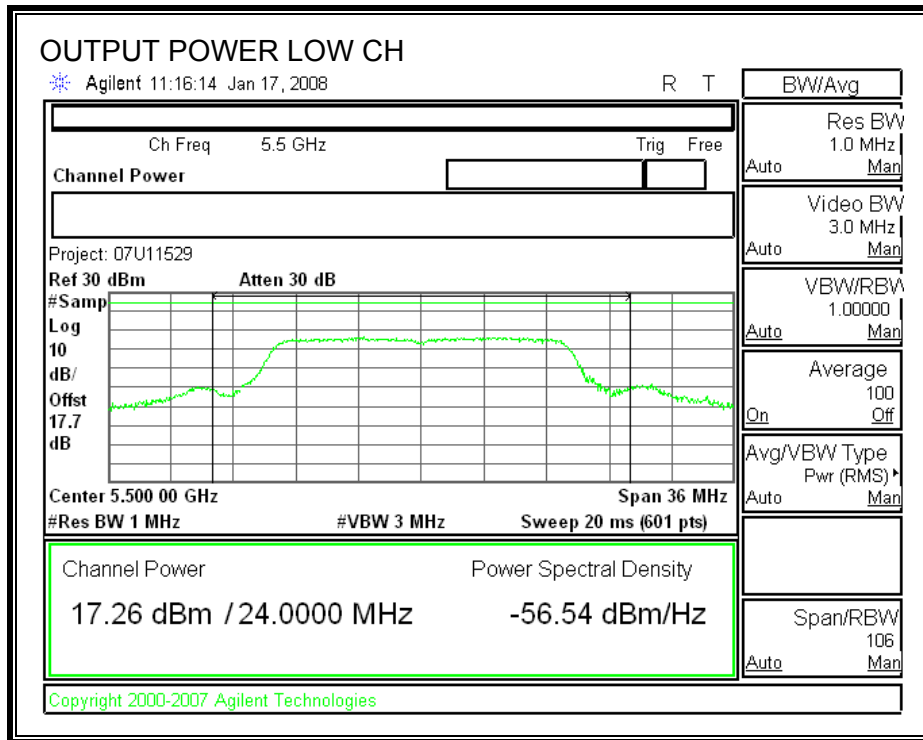 OUTPUT POWER LOW CH
Agilent 11:16:14 Jan 17, 2008
R T
Ch Freq 5.5 GHz
Trig Free
Channel Power
Project: 07U11529
Ref 30 dBm
Atten 30 dB
#Samp
Log
10
dB/
Offst
17.7
dB
Center 5.500 00 GHz
Span 36 MHz
#Res BW 1 MHz
#VBW 3 MHz
Sweep 20 ms (601 pts)
Channel Power
Power Spectral Density
17.26 dBm / 24.0000 MHz
-56.54 dBm/Hz
Copyright 2000-2007 Agilent Technologies
BW/Avg
Res BW
1.0 MHz
Auto Man
Video BW
3.0 MHz
Auto Man
VBW/RBW
1.00000
Auto Man
Average
100
On Off
Avg/VBW Type
Pwr (RMS)
Auto Man
Span/RBW
106
Auto Man